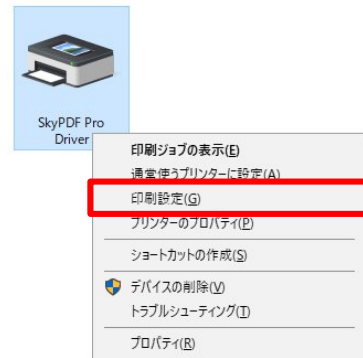 SkyPDF Pro
Driver
印刷ジョブの表示(E)
通常使うプリンターに設定(A)
印刷設定(G)
プリンターのプロパティ(P)
ショートカットの作成(S)
デバイスの削除(V)
トラブルシューティング(T)
プロパティ(R)